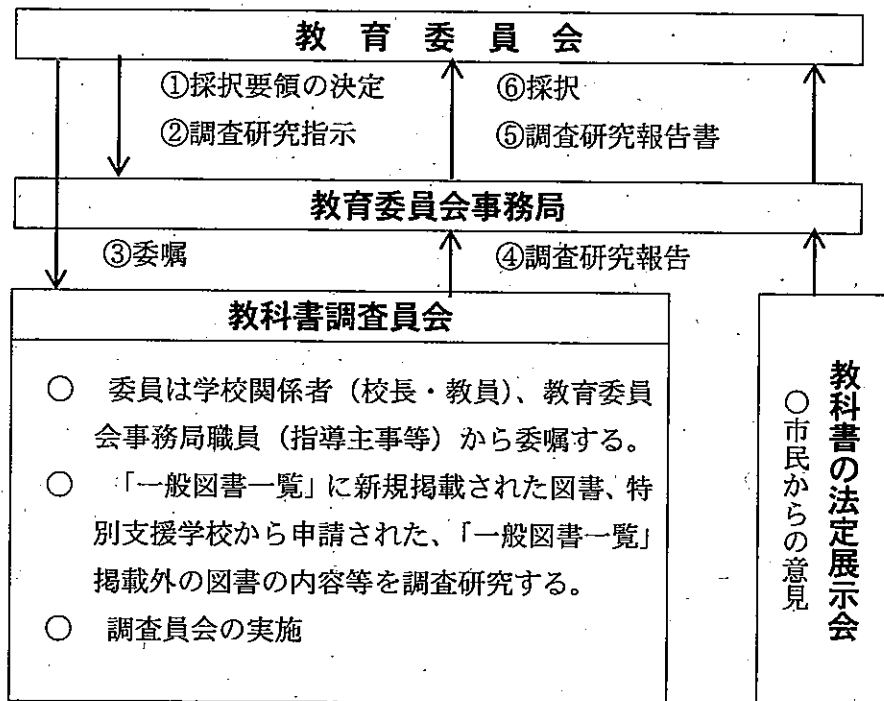 教育委員会
①採択要領の決定
②調査研究指示
⑥採択
⑤調査研究報告書
教育委員会事務局
③委嘱
④調査研究報告
教科書調査員会
○ 委員は学校関係者（校長・教員）、教育委員
会事務局職員（指導主事等）から委嘱する。
○ 「一般図書一覧」に新規掲載された図書、特
別支援学校から申請された、「一般図書一覧」
掲載外の図書の内容等を調査研究する。
○ 調査員会の実施
教科書の法定展示会
○市民からの意見